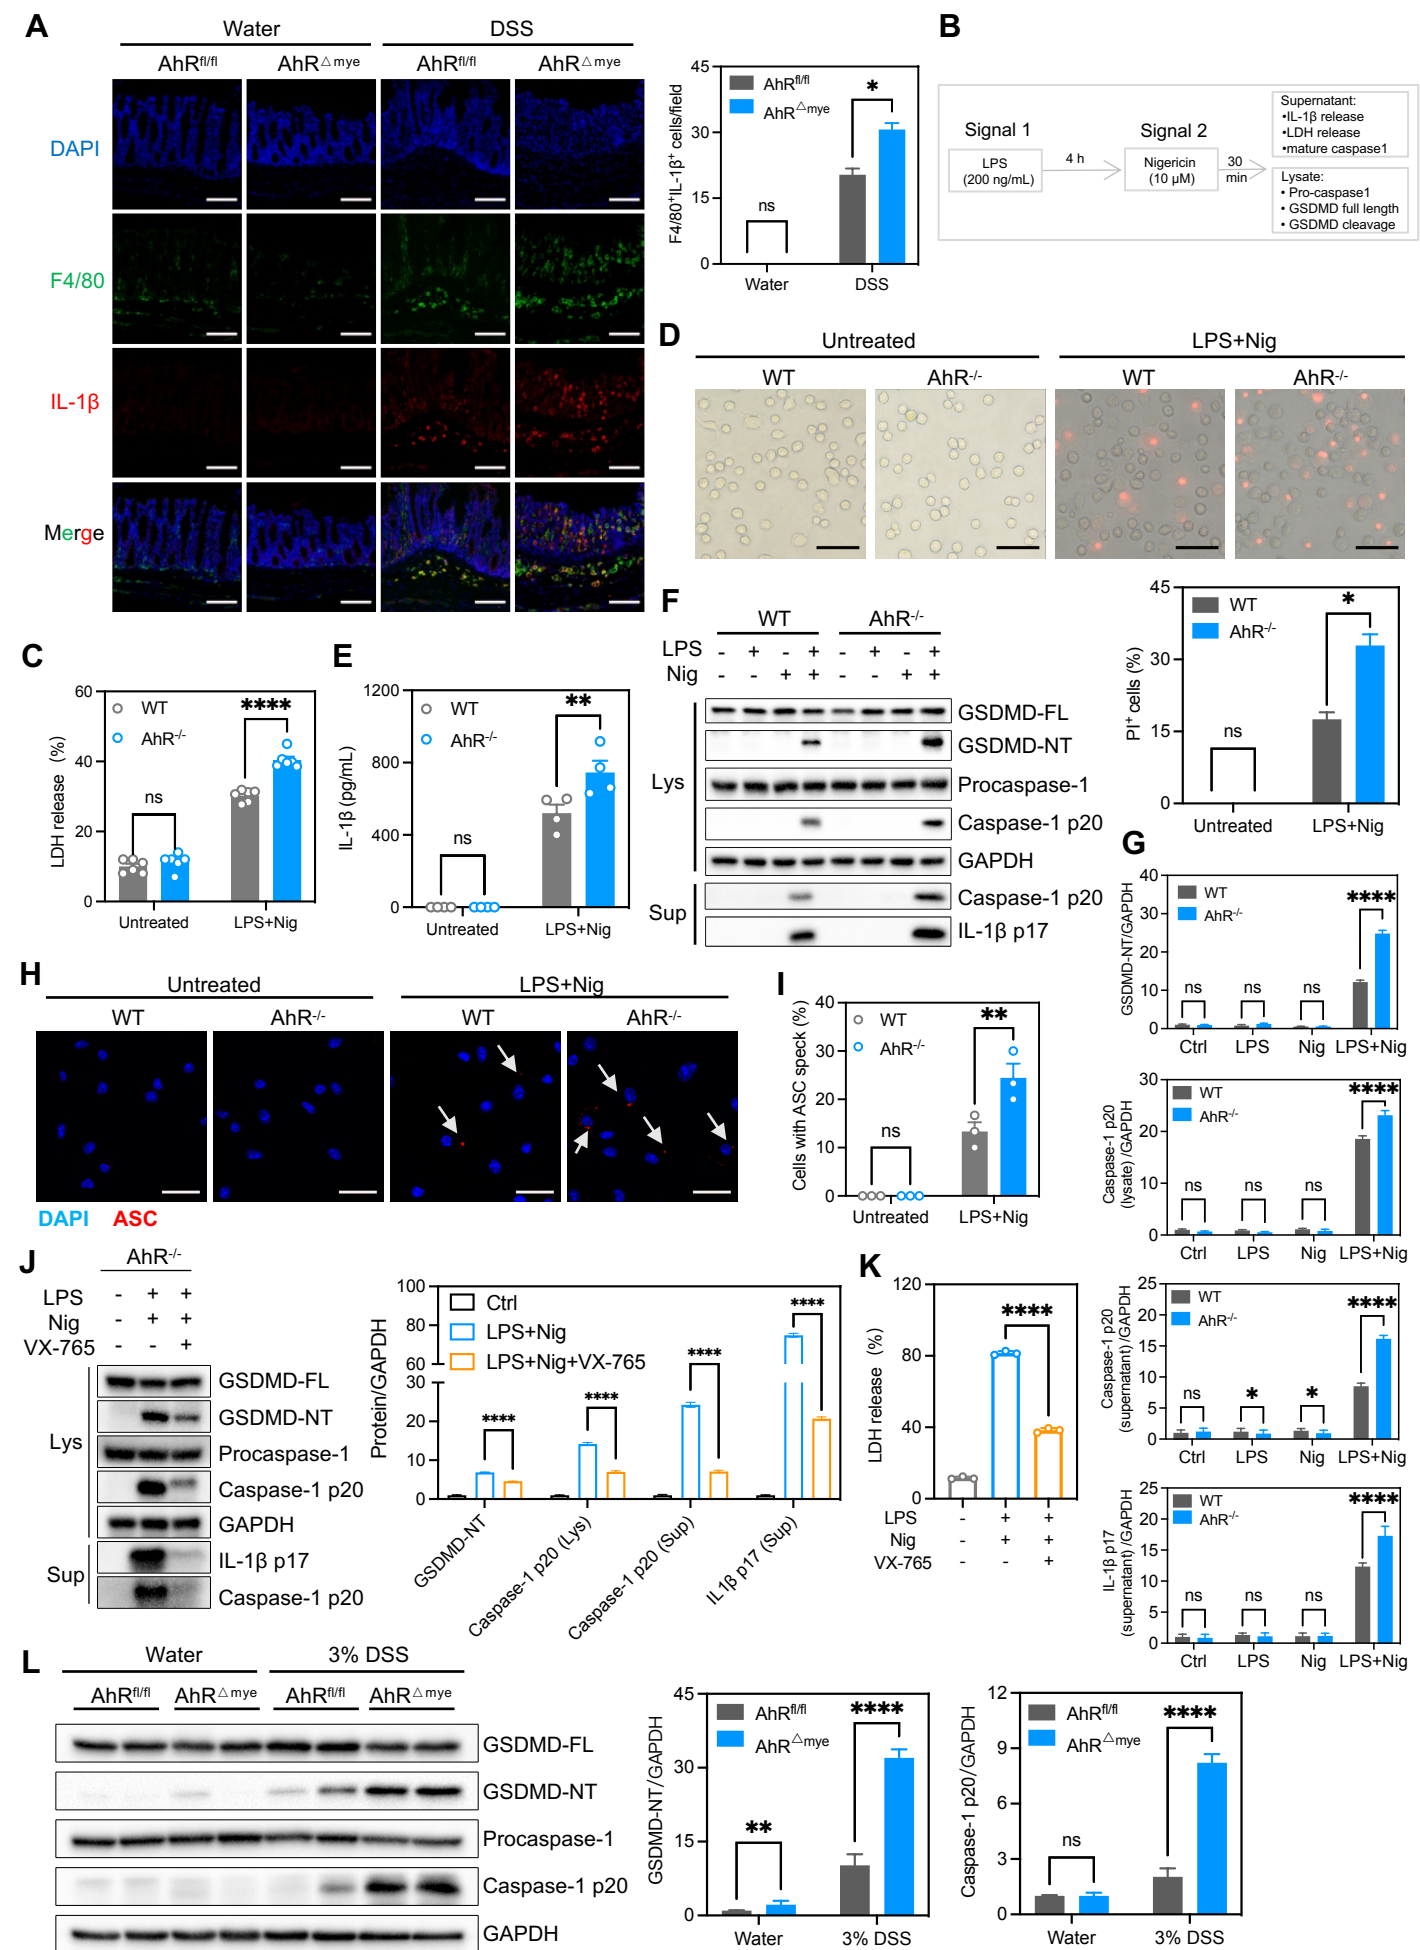 A
Water
DSS
AhRfl/fl
AhR△mye
AhRfl/fl
AhR△mye
DAPI
F4/80
IL-1β
Merge
F4/80⁺IL-1β⁺ cells/field
45
30
15
0
AhRfl/fl
AhR△mye
ns
*
Water
DSS
B
Signal 1
LPS
(200 ng/mL)
4 h
Signal 2
Nigericin
(10 μM)
30
min
Supernatant:
•IL-1β release
•LDH release
•mature caspase1
Lysate:
• Pro-caspase1
• GSDMD full length
• GSDMD cleavage
D
Untreated
LPS+Nig
WT
AhR-/-
WT
AhR-/-
PI⁺ cells (%)
45
30
15
0
WT
AhR-/-
ns
*
Untreated
LPS+Nig
C
LDH release (%)
60
40
20
0
WT
AhR-/-
ns
****
Untreated
LPS+Nig
E
IL-1β (pg/mL)
1200
800
400
0
WT
AhR-/-
ns
**
Untreated
LPS+Nig
F
WT
AhR-/-
LPS - + - + - + - +
Nig - - + + - - + +
Lys
GSDMD-FL
GSDMD-NT
Procaspase-1
Caspase-1 p20
GAPDH
Sup
Caspase-1 p20
IL-1β p17
G
GSDMD-NT/GAPDH
40
30
20
10
0
WT
AhR-/-
ns
ns
ns
****
Ctrl
LPS
Nig
LPS+Nig
Caspase-1 p20
(lysate) /GAPDH
30
20
10
0
WT
AhR-/-
ns
ns
ns
****
Ctrl
LPS
Nig
LPS+Nig
Caspase-1 p20
(supernatant) /GAPDH
25
20
15
10
5
0
WT
AhR-/-
ns
*
*
****
Ctrl
LPS
Nig
LPS+Nig
IL-1β p17
(supernatant) /GAPDH
25
20
15
10
5
0
WT
AhR-/-
ns
ns
ns
****
Ctrl
LPS
Nig
LPS+Nig
H
Untreated
LPS+Nig
WT
AhR-/-
WT
AhR-/-
DAPI
ASC
I
Cells with ASC speck (%)
40
30
20
10
0
WT
AhR-/-
ns
**
Untreated
LPS+Nig
J
AhR-/-
LPS - + +
Nig - + +
VX-765 - - +
Lys
GSDMD-FL
GSDMD-NT
Procaspase-1
Caspase-1 p20
GAPDH
Sup
IL-1β p17
Caspase-1 p20
Protein/GAPDH
100
80
60
30
20
10
0
Ctrl
LPS+Nig
LPS+Nig+VX-765
****
****
****
****
GSDMD-NT
Caspase-1 p20 (Lys)
Caspase-1 p20 (Sup)
IL1β p17 (Sup)
K
LDH release (%)
120
80
40
0
****
LPS - + +
Nig - + +
VX-765 - - +
L
Water
3% DSS
AhRfl/fl
AhR△mye
AhRfl/fl
AhR△mye
GSDMD-FL
GSDMD-NT
Procaspase-1
Caspase-1 p20
GAPDH
GSDMD-NT/GAPDH
45
30
15
0
AhRfl/fl
AhR△mye
**
****
Water
3% DSS
Caspase-1 p20/GAPDH
12
9
6
3
0
AhRfl/fl
AhR△mye
ns
****
Water
3% DSS